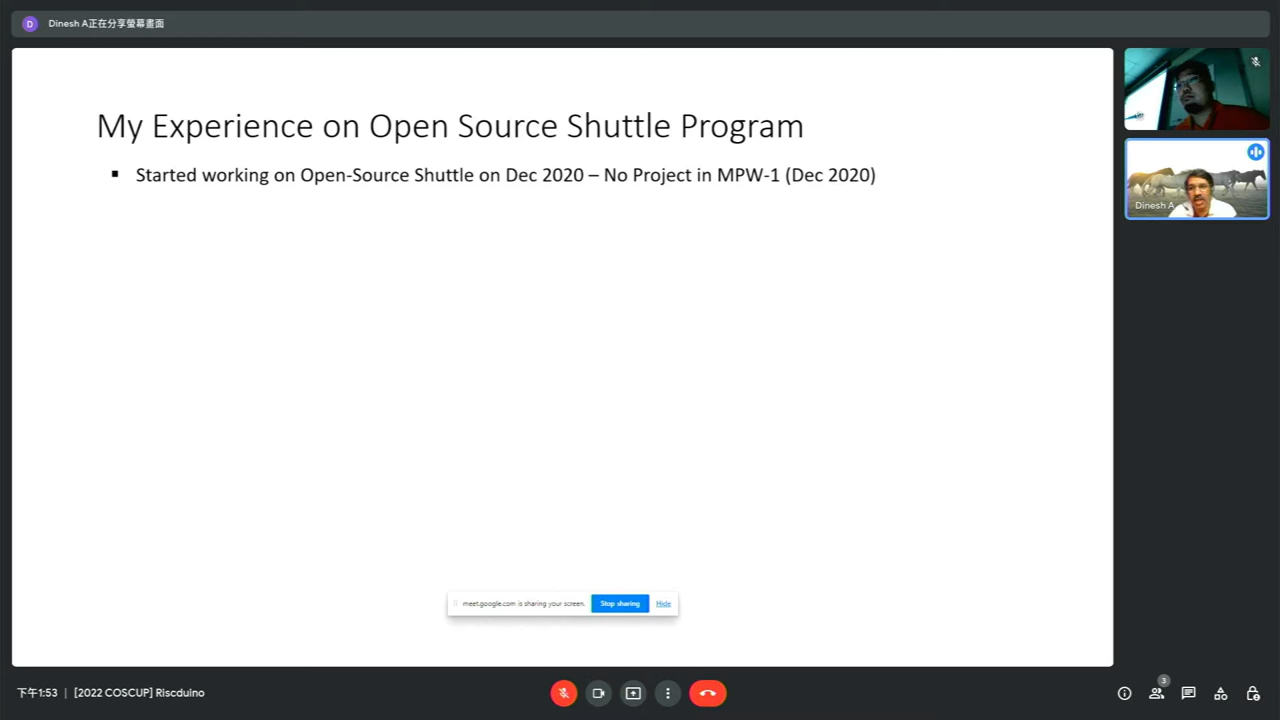 D
Dinesh A正在分享螢幕畫面
My Experience on Open Source Shuttle Program
▪ Started working on Open-Source Shuttle on Dec 2020 – No Project in MPW-1 (Dec 2020)
Dinesh A
meet.google.com is sharing your screen.
Stop sharing
Hide
下午1:53 | [2022 COSCUP] Riscduino
3